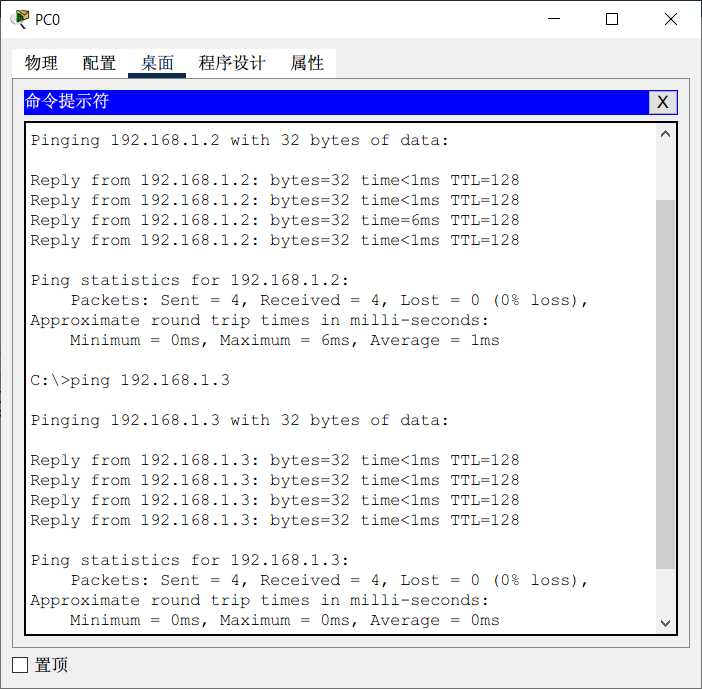 PC0
物理 配置 桌面 程序设计 属性
命令提示符 X
Pinging 192.168.1.2 with 32 bytes of data:
Reply from 192.168.1.2: bytes=32 time<1ms TTL=128
Reply from 192.168.1.2: bytes=32 time<1ms TTL=128
Reply from 192.168.1.2: bytes=32 time=6ms TTL=128
Reply from 192.168.1.2: bytes=32 time<1ms TTL=128
Ping statistics for 192.168.1.2:
Packets: Sent = 4, Received = 4, Lost = 0 (0% loss),
Approximate round trip times in milli-seconds:
Minimum = 0ms, Maximum = 6ms, Average = 1ms
C:\>ping 192.168.1.3
Pinging 192.168.1.3 with 32 bytes of data:
Reply from 192.168.1.3: bytes=32 time<1ms TTL=128
Reply from 192.168.1.3: bytes=32 time<1ms TTL=128
Reply from 192.168.1.3: bytes=32 time<1ms TTL=128
Reply from 192.168.1.3: bytes=32 time<1ms TTL=128
Ping statistics for 192.168.1.3:
Packets: Sent = 4, Received = 4, Lost = 0 (0% loss),
Approximate round trip times in milli-seconds:
Minimum = 0ms, Maximum = 0ms, Average = 0ms
置顶